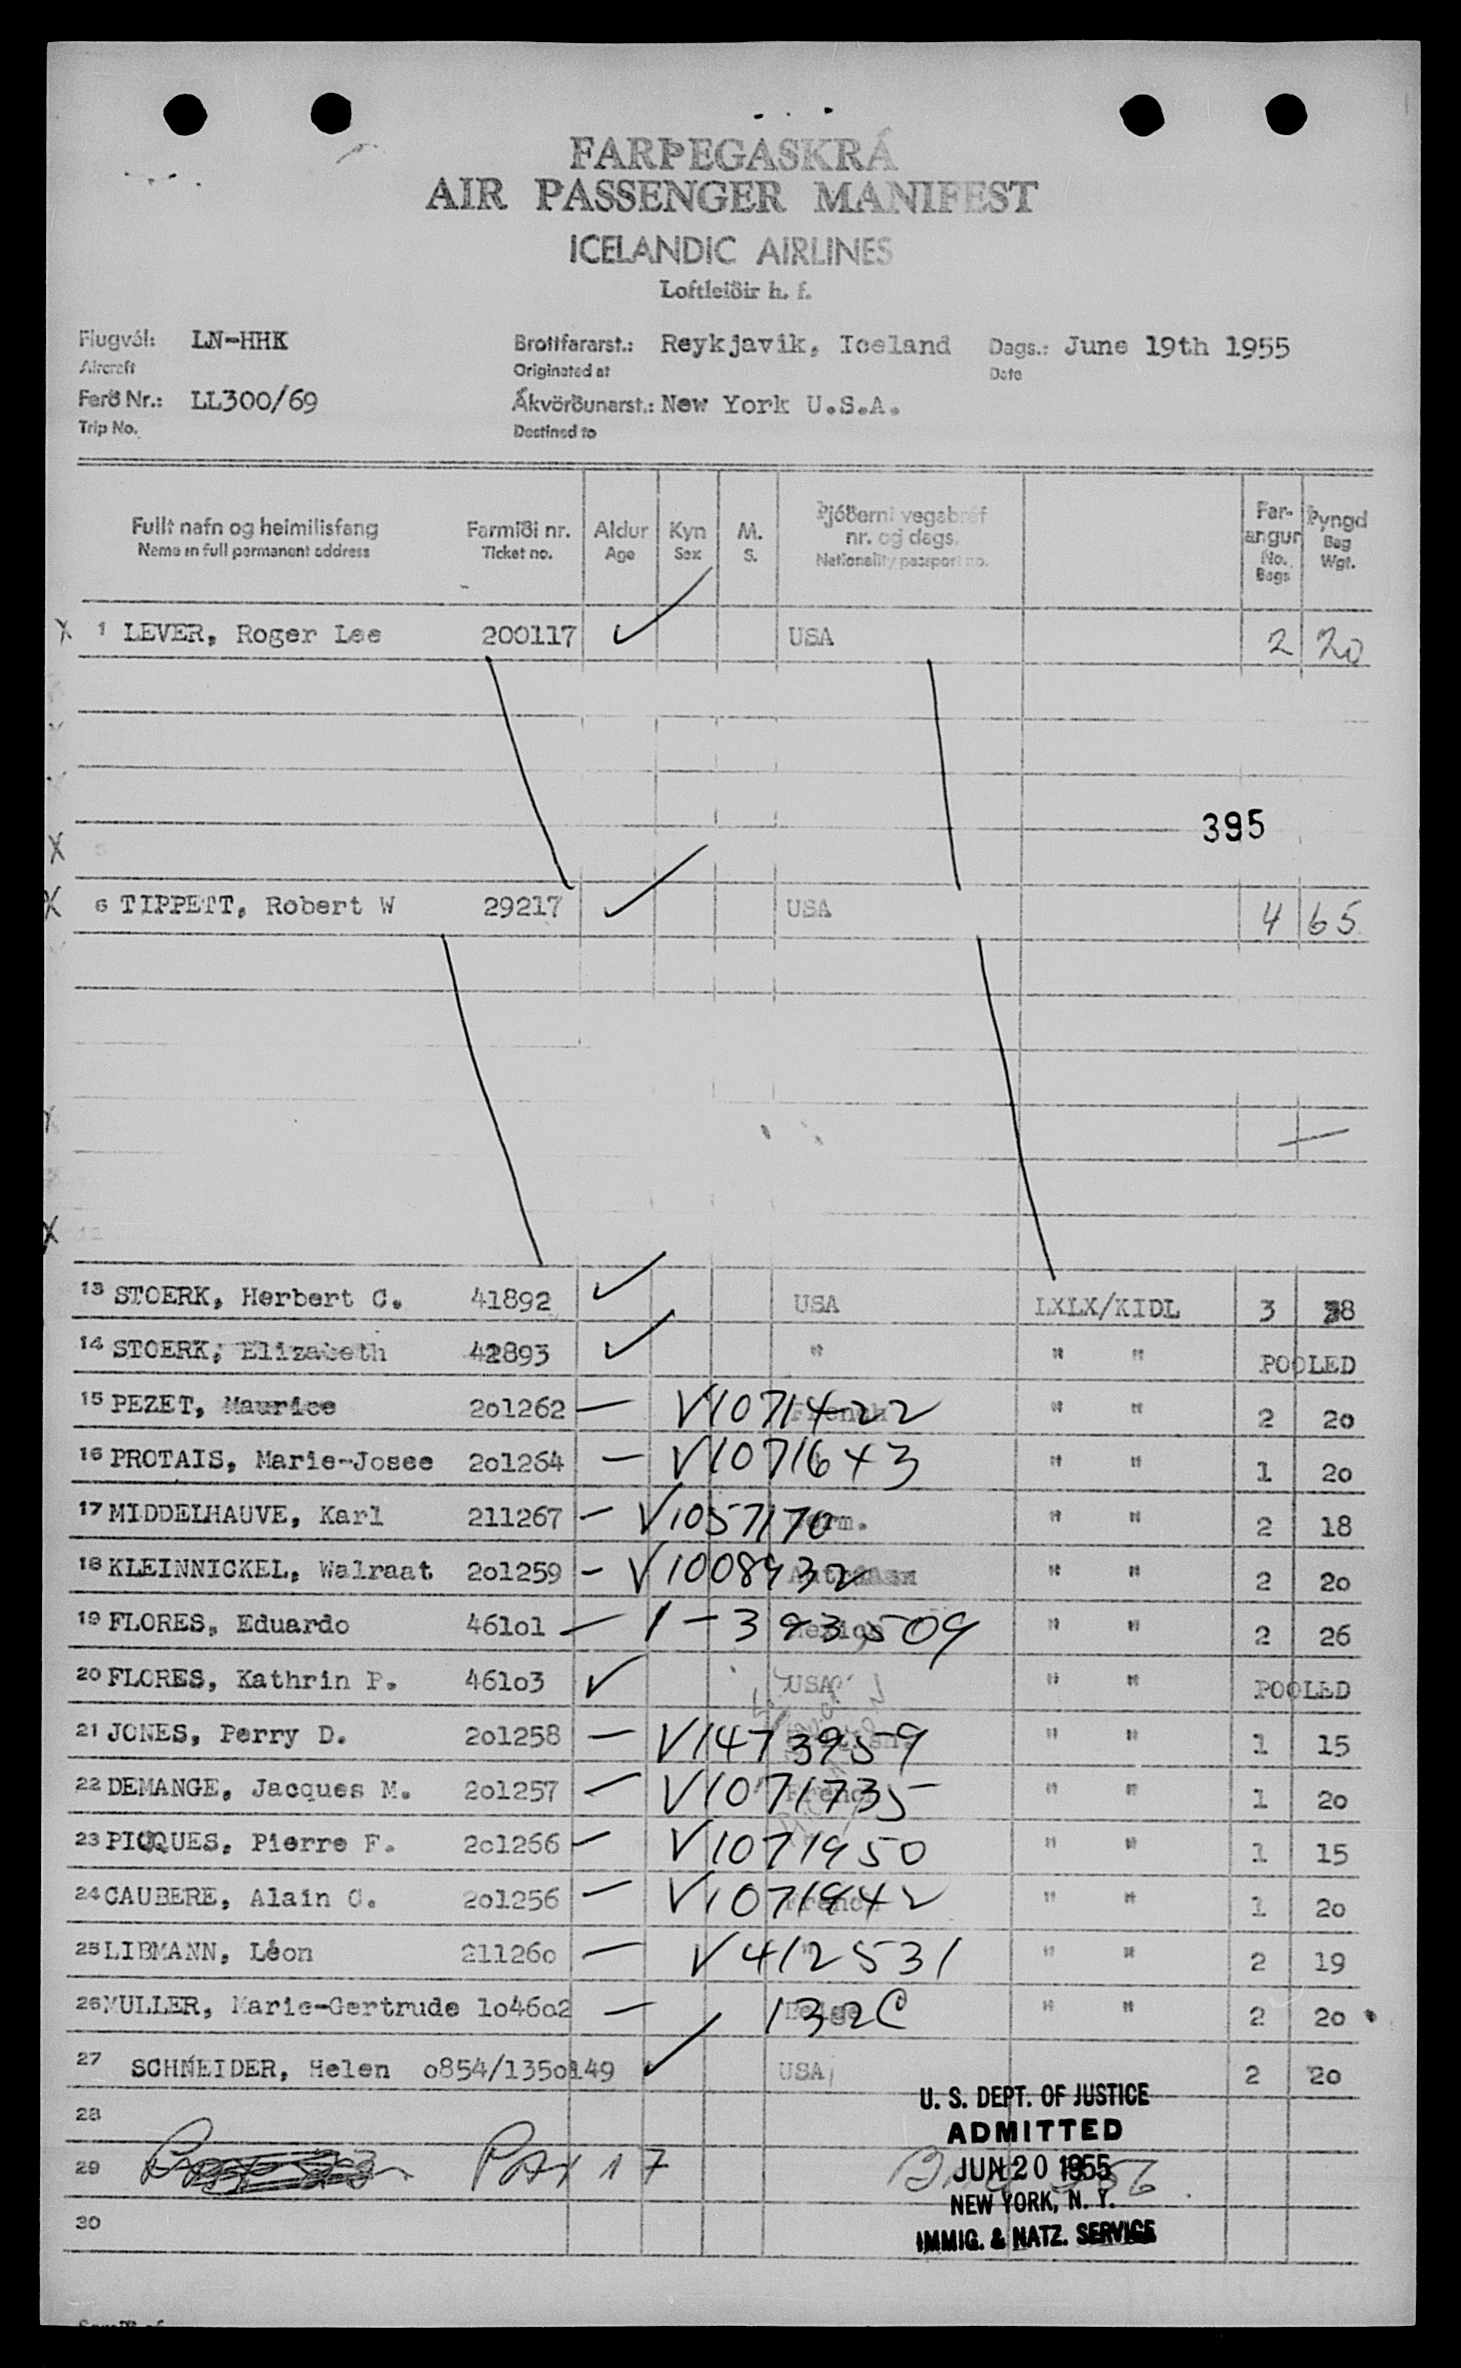 FARÞEGASKRÁ
AIR PASSENGER MANIFEST
ICELANDIC AIRLINES
Loftleiðir h. f.
Flugvél: LN-HHK Brottfararst.: Reykjavik, Iceland Dags.: June 19th 1955
Aircraft Originated at Date
Ferð Nr.: LL300/69 Ákvörðunarst.: New York U.S.A.
Trip No. Destined to
Fullt nafn og heimilisfang Farmiði nr. Aldur Kyn M. Þjóðerni vegabréf nr. og dags. Far-angur Þyngd
Name in full permanent address Ticket no. Age Sex S. Nationality passport no. No. Bags Bag Wgt.
X 1 LEVER, Roger Lee 200117 USA 2 20
395
X
X 6 TIPPETT, Robert W 29217 USA 4 65
X
13 STOERK, Herbert C. 41892 USA LXLX/KIDL 3 38
14 STOERK, Elizabeth 42893 " " " POOLED
15 PEZET, Maurice 2o1262 — V1071422 French " " 2 2o
16 PROTAIS, Marie-Josee 2o1264 — V1071643 " " 1 2o
17 MIDDELHAUVE, Karl 211267 — V1057170 " " 2 18
18 KLEINNICKEL, Walraat 2o1259 — V1008432 " " 2 2o
19 FLORES, Eduardo 461o1 — 1-393509 " " 2 26
20 FLORES, Kathrin P. 461o3 USA " " POOLED
21 JONES, Perry D. 2o1258 — V1473959 " " 1 15
22 DEMANGE, Jacques M. 2o1257 — V1071735 French " " 1 2o
23 PICQUES, Pierre F. 2o1266 — V1071950 " " 1 15
24 CAUBERE, Alain C. 2o1256 — V1071942 French " " 1 2o
25 LIBMANN, Léon 21126o — V412531 " " 2 19
26 MULLER, Marie-Gertrude 1o46o2 — 132C " " 2 2o
27 SCHNEIDER, Helen o854/135o149 USA 2 2o
U. S. DEPT. OF JUSTICE
28
ADMITTED
29 PAX 17 JUN 20 1955
NEW YORK, N. Y.
30
IMMIG. & NATZ. SERVICE